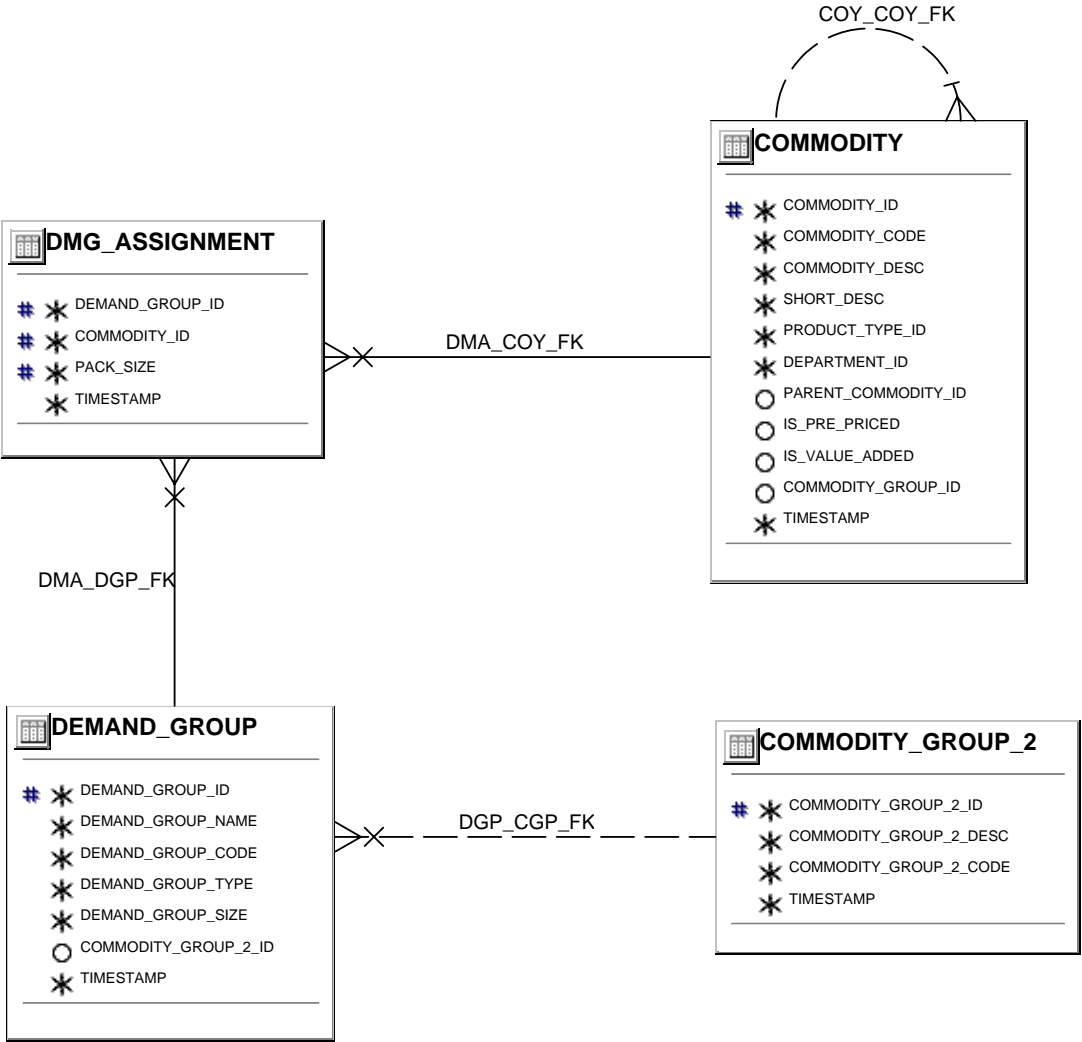 COY_COY_FK
COMMODITY
# * COMMODITY_ID
* COMMODITY_CODE
* COMMODITY_DESC
* SHORT_DESC
* PRODUCT_TYPE_ID
* DEPARTMENT_ID
O PARENT_COMMODITY_ID
O IS_PRE_PRICED
O IS_VALUE_ADDED
O COMMODITY_GROUP_ID
* TIMESTAMP
DMG_ASSIGNMENT
# * DEMAND_GROUP_ID
# * COMMODITY_ID
# * PACK_SIZE
* TIMESTAMP
DMA_COY_FK
DMA_DGP_FK
DEMAND_GROUP
# * DEMAND_GROUP_ID
* DEMAND_GROUP_NAME
* DEMAND_GROUP_CODE
* DEMAND_GROUP_TYPE
* DEMAND_GROUP_SIZE
O COMMODITY_GROUP_2_ID
* TIMESTAMP
DGP_CGP_FK
COMMODITY_GROUP_2
# * COMMODITY_GROUP_2_ID
* COMMODITY_GROUP_2_DESC
* COMMODITY_GROUP_2_CODE
* TIMESTAMP